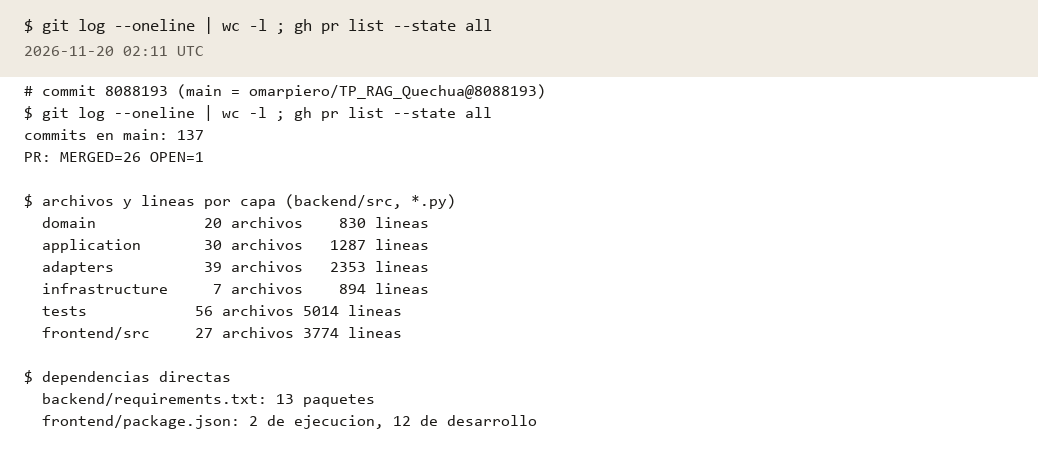 $ git log --oneline | wc -l ; gh pr list --state all
2026-11-20 02:11 UTC
# commit 8088193 (main = omarpiero/TP_RAG_Quechua@8088193)
$ git log --oneline | wc -l ; gh pr list --state all
commits en main: 137
PR: MERGED=26 OPEN=1
$ archivos y lineas por capa (backend/src, *.py)
domain 20 archivos 830 lineas
application 30 archivos 1287 lineas
adapters 39 archivos 2353 lineas
infrastructure 7 archivos 894 lineas
tests 56 archivos 5014 lineas
frontend/src 27 archivos 3774 lineas
$ dependencias directas
backend/requirements.txt: 13 paquetes
frontend/package.json: 2 de ejecucion, 12 de desarrollo